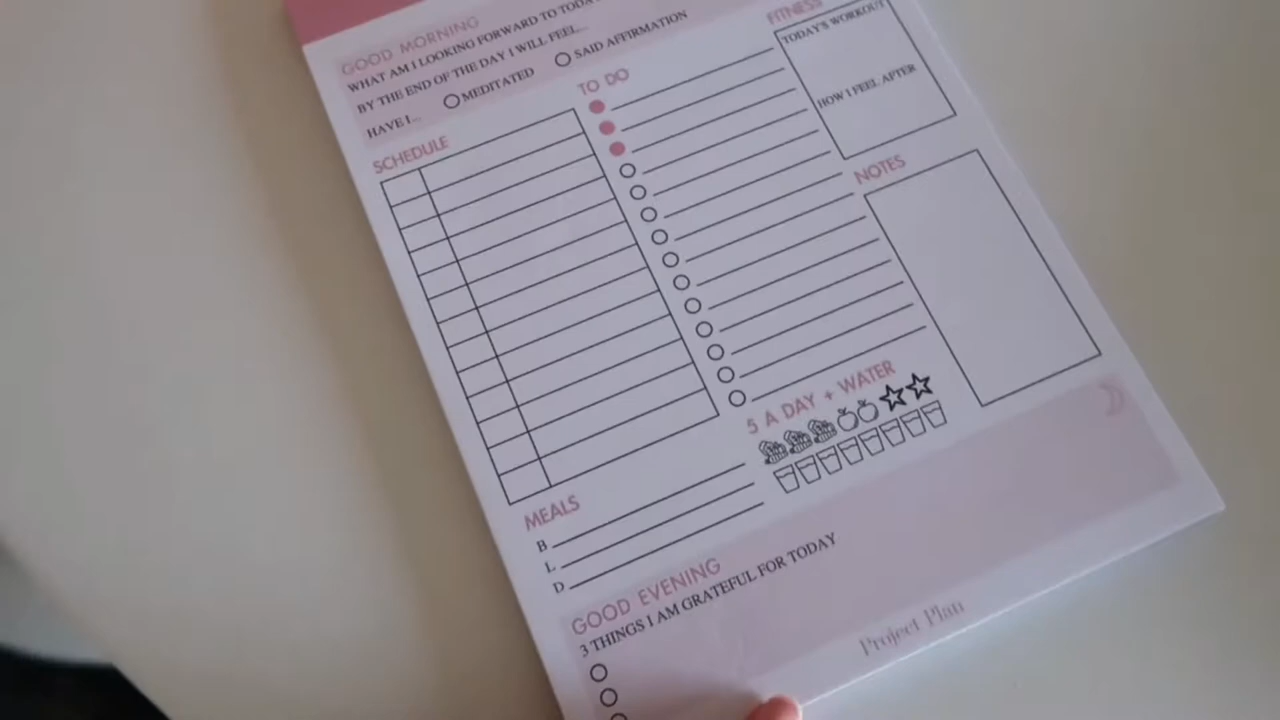 GOOD MORNING
WHAT AM I LOOKING FORWARD TO TODA
BY THE END OF THE DAY I WILL FEEL...
HAVE I... MEDITATED SAID AFFIRMATION
SCHEDULE
TO DO
FITNESS
TODAY'S WORKOUT
HOW I FEEL AFTER
NOTES
5 A DAY + WATER
MEALS
B
L
D
GOOD EVENING
3 THINGS I AM GRATEFUL FOR TODAY
Project Plan